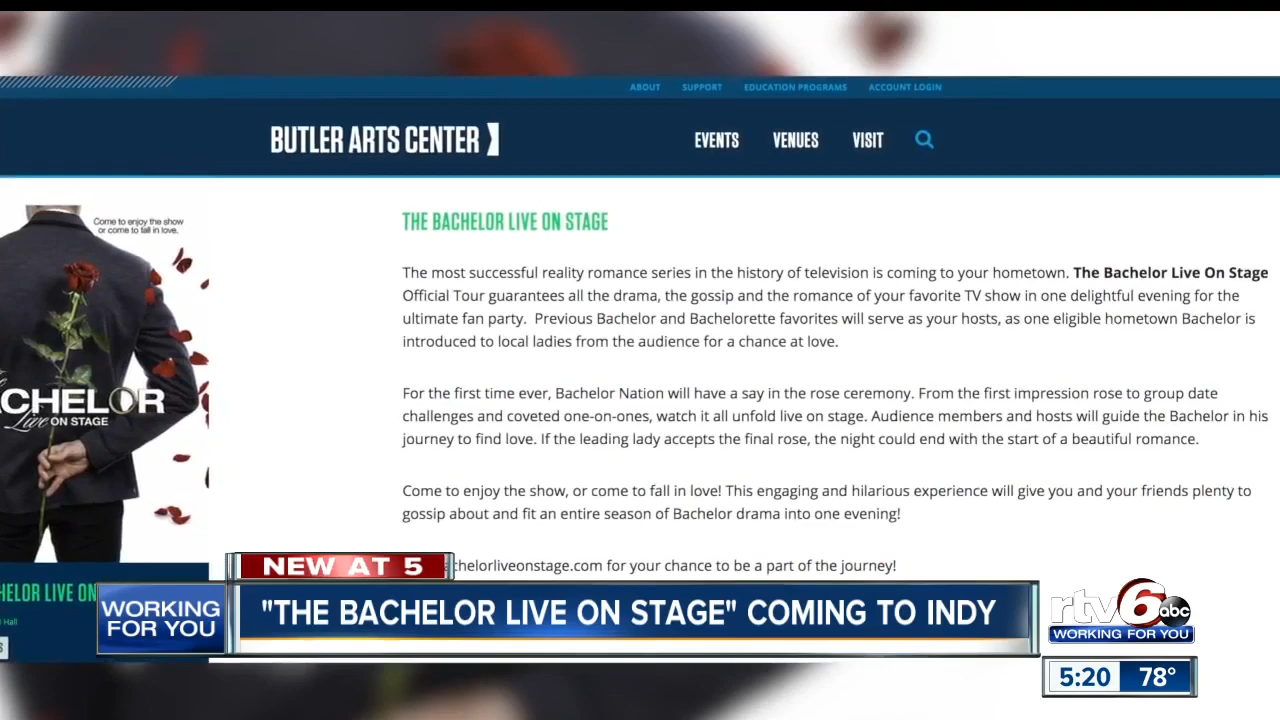 ABOUT SUPPORT EDUCATION PROGRAMS ACCOUNT LOGIN
BUTLER ARTS CENTER
EVENTS VENUES VISIT
Come to enjoy the show
or come to fall in love.
ACHELOR
Live ON STAGE
HELOR LIVE ON
Hall
THE BACHELOR LIVE ON STAGE
The most successful reality romance series in the history of television is coming to your hometown. The Bachelor Live On Stage
Official Tour guarantees all the drama, the gossip and the romance of your favorite TV show in one delightful evening for the
ultimate fan party. Previous Bachelor and Bachelorette favorites will serve as your hosts, as one eligible hometown Bachelor is
introduced to local ladies from the audience for a chance at love.
For the first time ever, Bachelor Nation will have a say in the rose ceremony. From the first impression rose to group date
challenges and coveted one-on-ones, watch it all unfold live on stage. Audience members and hosts will guide the Bachelor in his
journey to find love. If the leading lady accepts the final rose, the night could end with the start of a beautiful romance.
Come to enjoy the show, or come to fall in love! This engaging and hilarious experience will give you and your friends plenty to
gossip about and fit an entire season of Bachelor drama into one evening!
chelorliveonstage.com for your chance to be a part of the journey!
NEW AT 5
WORKING
FOR YOU
"THE BACHELOR LIVE ON STAGE" COMING TO INDY
rtv6 abc
WORKING FOR YOU
5:20 78°